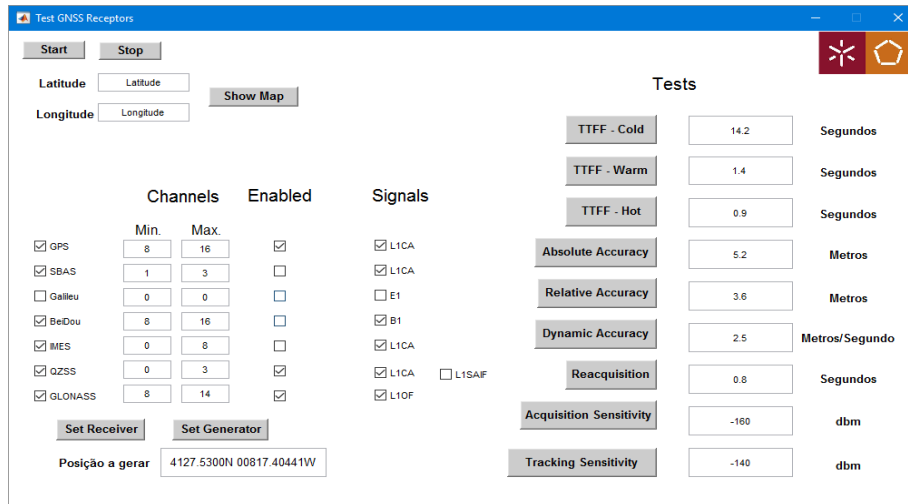 Test GNSS Receptors
Start Stop
Latitude Latitude
Longitude Longitude
Show Map
Tests
TTFF - Cold 14.2 Segundos
TTFF - Warm 1.4 Segundos
TTFF - Hot 0.9 Segundos
Absolute Accuracy 5.2 Metros
Relative Accuracy 3.6 Metros
Dynamic Accuracy 2.5 Metros/Segundo
Reacquisition 0.8 Segundos
Acquisition Sensitivity -160 dbm
Tracking Sensitivity -140 dbm
Channels Enabled Signals
Min. Max.
GPS 8 16 L1CA
SBAS 1 3 L1CA
Galileu 0 0 E1
BeiDou 8 16 B1
IMES 0 8 L1CA
QZSS 0 3 L1CA L1SAIF
GLONASS 8 14 L1OF
Set Receiver Set Generator
Posição a gerar 4127.5300N 00817.40441W